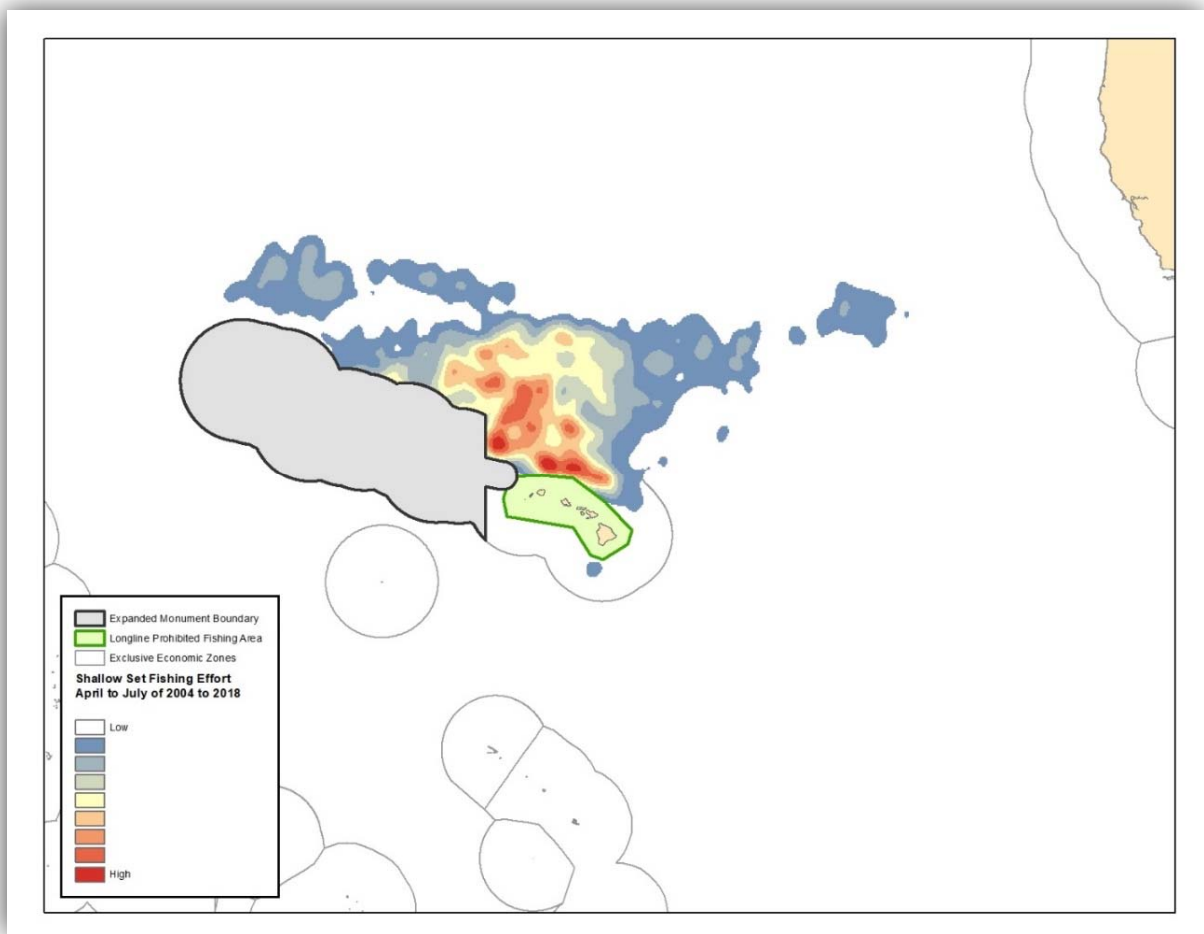 Expanded Monument Boundary
Longline Prohibited Fishing Area
Exclusive Economic Zones
Shallow Set Fishing Effort
April to July of 2004 to 2018
Low
High